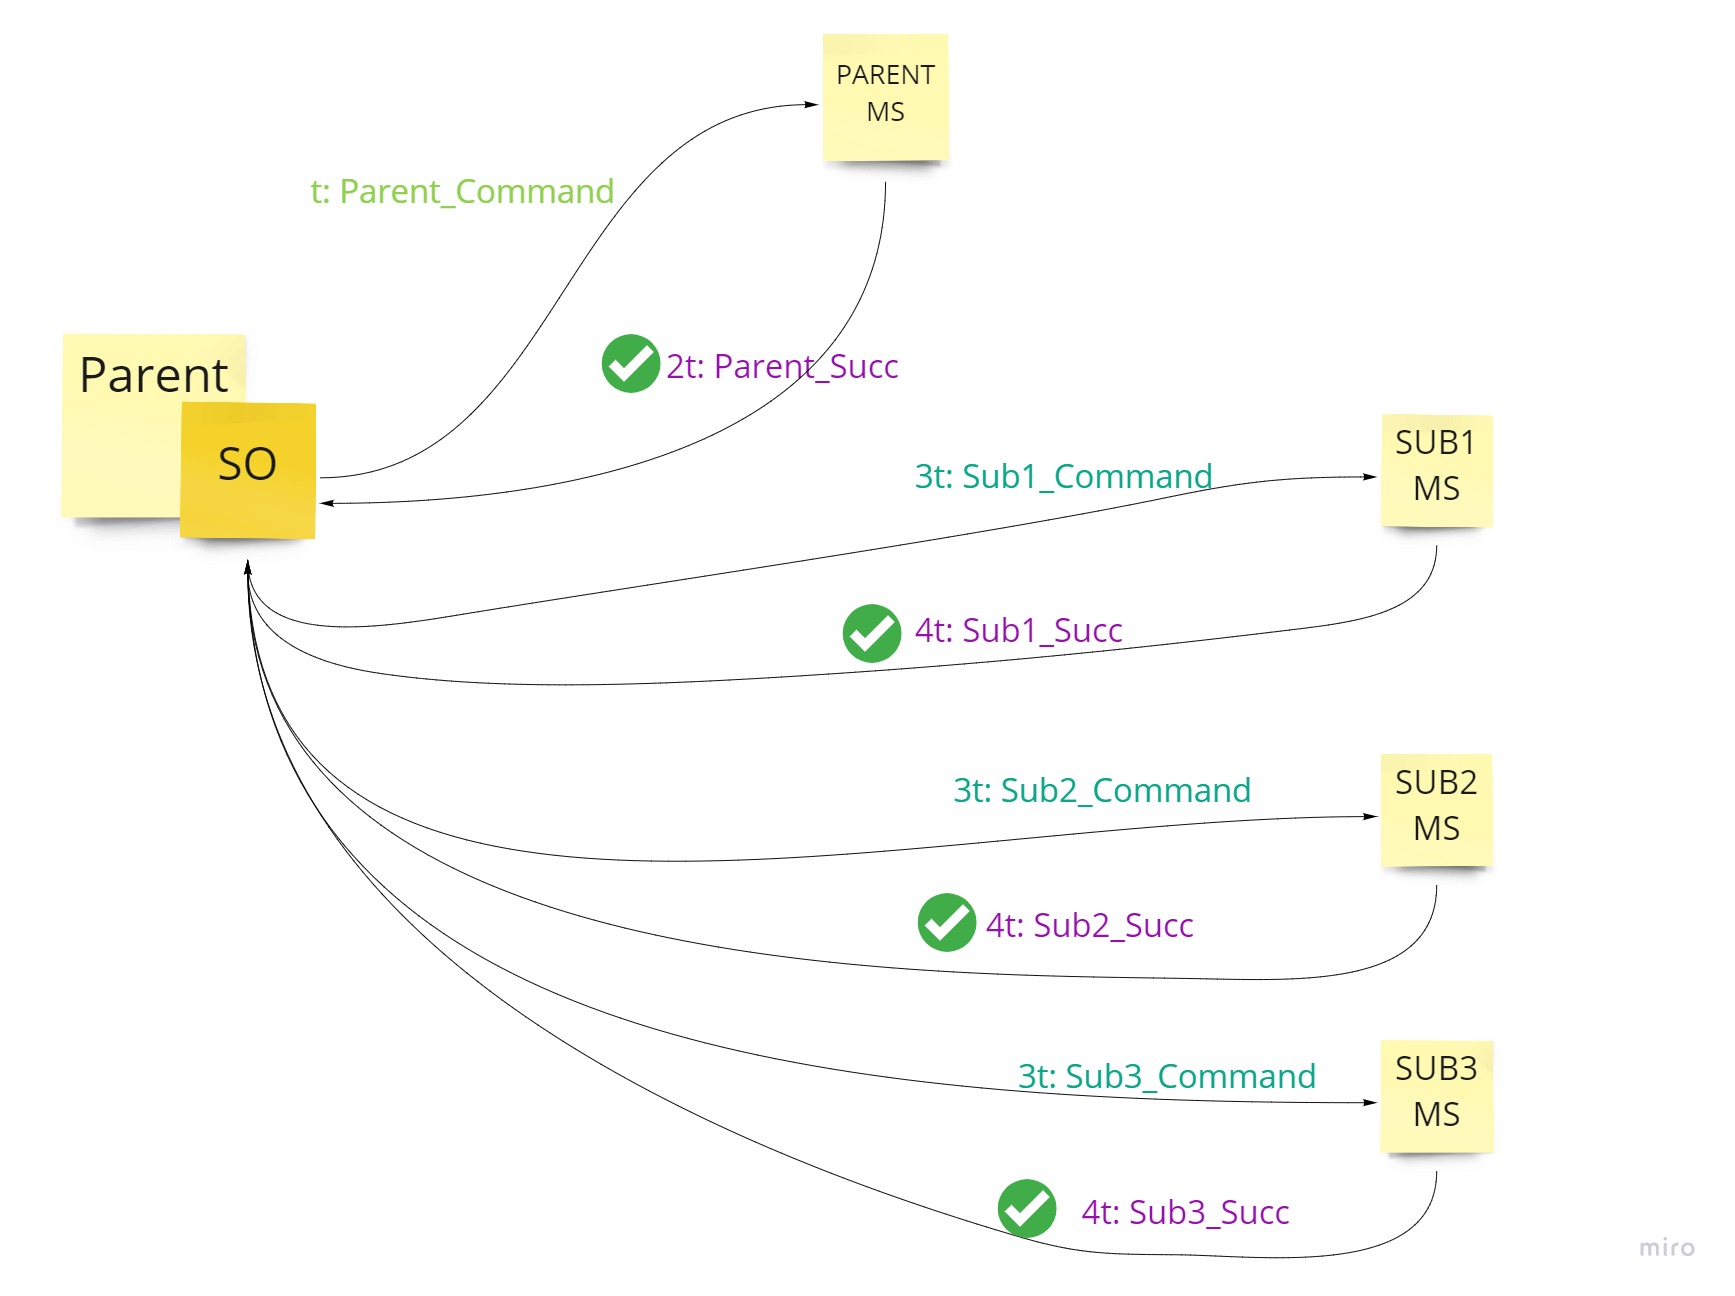 PARENT
MS
t: Parent_Command
2t: Parent_Succ
Parent
SO
3t: Sub1_Command
SUB1
MS
4t: Sub1_Succ
3t: Sub2_Command
SUB2
MS
4t: Sub2_Succ
3t: Sub3_Command
SUB3
MS
4t: Sub3_Succ
miro